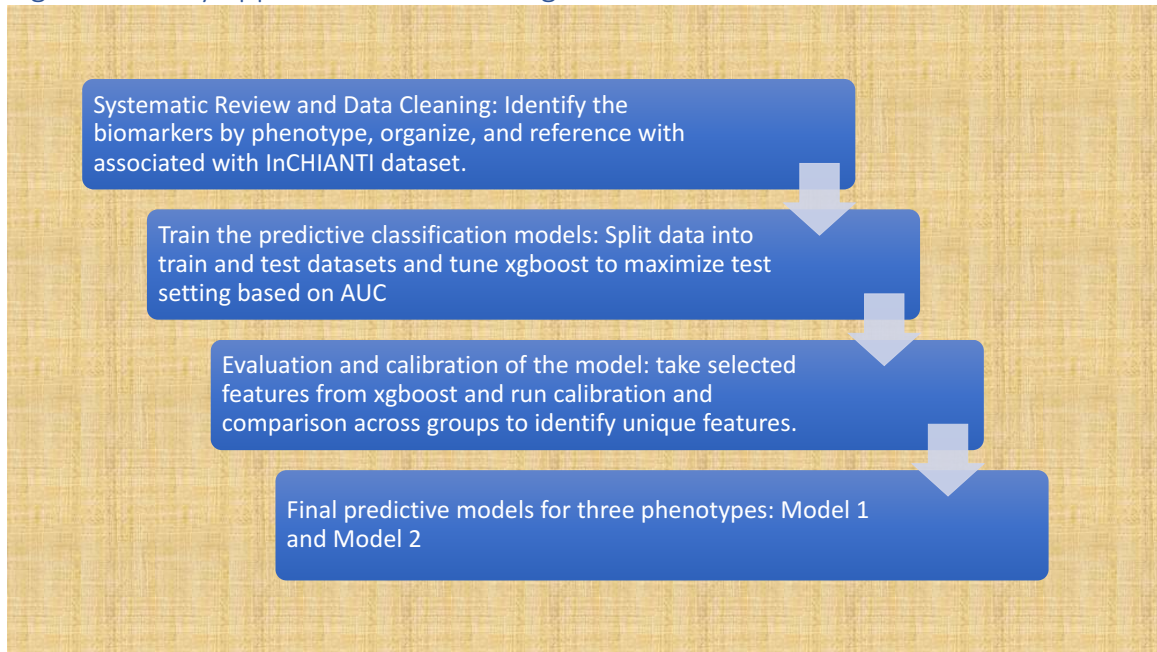 Systematic Review and Data Cleaning: Identify the
biomarkers by phenotype, organize, and reference with
associated with InCHIANTI dataset.
Train the predictive classification models: Split data into
train and test datasets and tune xgboost to maximize test
setting based on AUC
Evaluation and calibration of the model: take selected
features from xgboost and run calibration and
comparison across groups to identify unique features.
Final predictive models for three phenotypes: Model 1
and Model 2